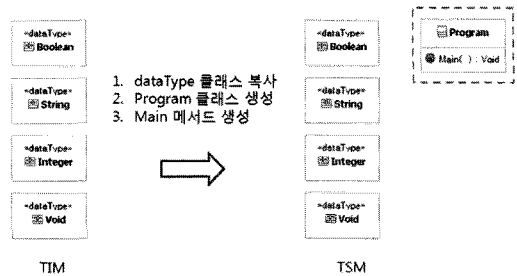 «dataType»
Boolean
«dataType»
String
«dataType»
Integer
«dataType»
Void
TIM
1. dataType 클래스 복사
2. Program 클래스 생성
3. Main 메서드 생성
«dataType»
Boolean
«dataType»
String
«dataType»
Integer
«dataType»
Void
TSM
Program
Main( ) : Void